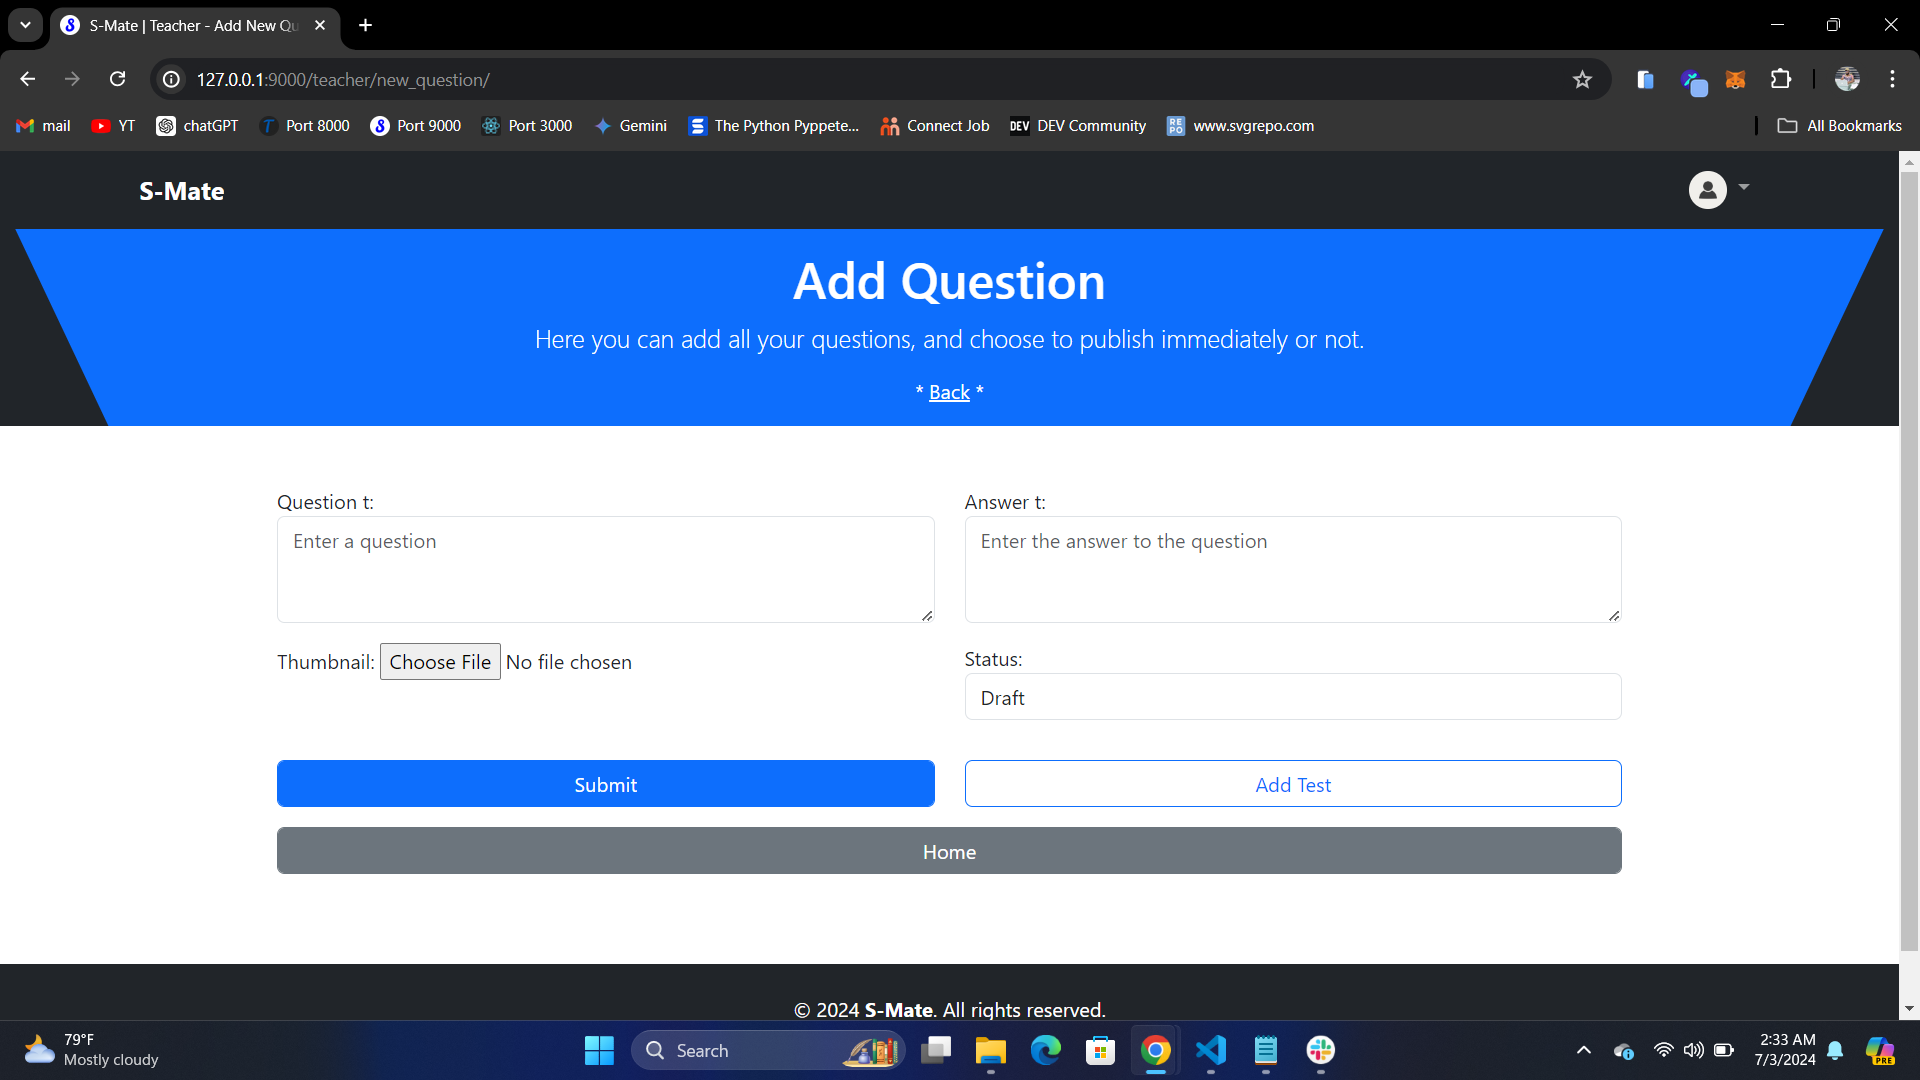 S-Mate | Teacher - Add New Qu
127.0.0.1:9000/teacher/new_question/
mail YT chatGPT Port 8000 Port 9000 Port 3000 Gemini The Python Pyppete... Connect Job DEV DEV Community RE PO www.svgrepo.com All Bookmarks
S-Mate
Add Question
Here you can add all your questions, and choose to publish immediately or not.
* Back *
Question t:
Answer t:
Enter a question
Enter the answer to the question
Thumbnail: Choose File No file chosen
Status:
Draft
Submit
Add Test
Home
© 2024 S-Mate. All rights reserved.
79°F
Mostly cloudy
Search
2:33 AM
7/3/2024
PRE